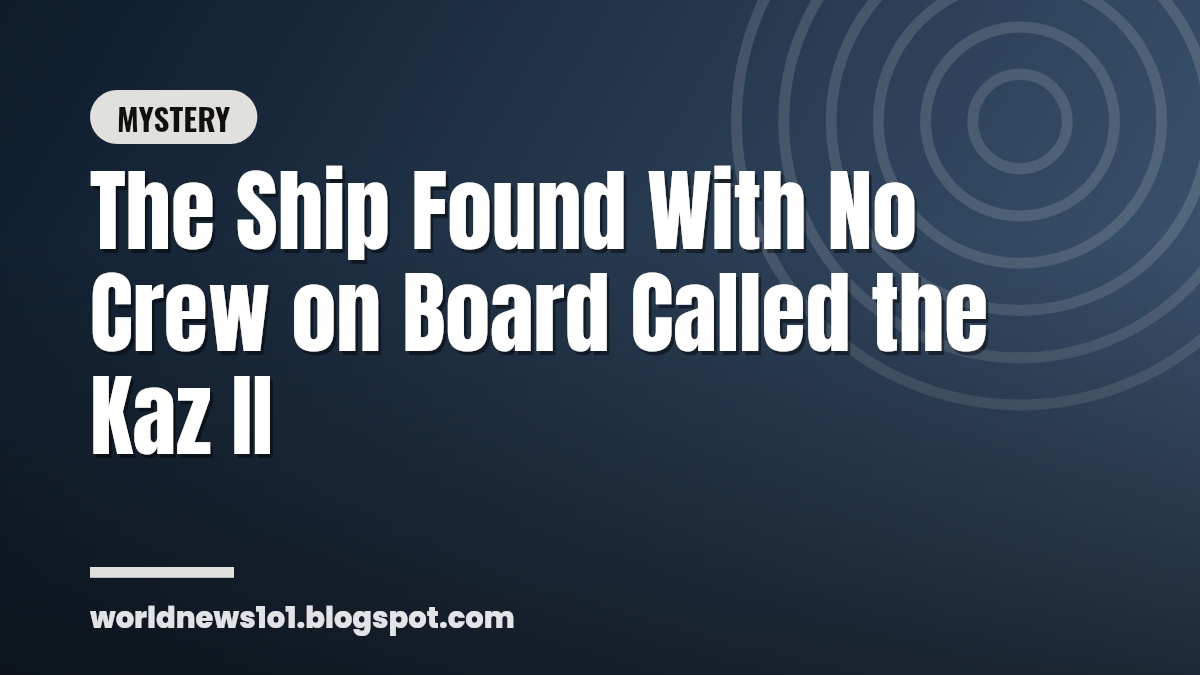 MYSTERY
The Ship Found With No
Crew on Board Called the
Kaz II
worldnews101.blogspot.com